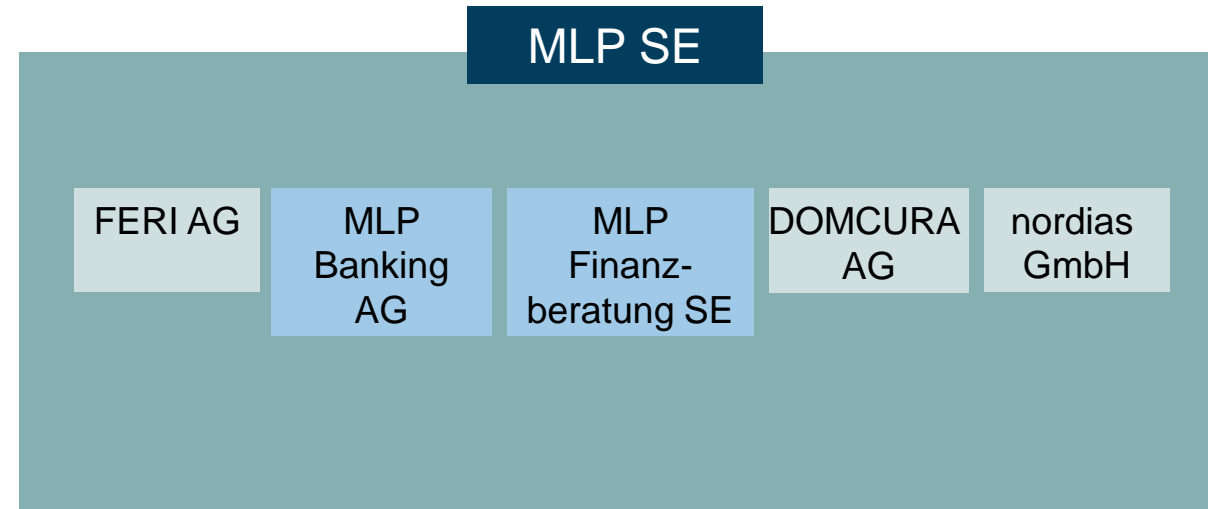 MLP SE
FERI AG
MLP
Banking
AG
MLP
Finanz-
beratung SE
DOMCURA
AG
nordias
GmbH